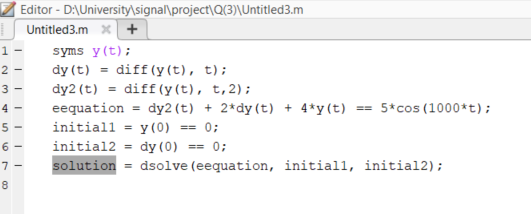 Editor - D:\University\signal\project\Q(3)\Untitled3.m
Untitled3.m × +
1 - syms y(t);
2 - dy(t) = diff(y(t), t);
3 - dy2(t) = diff(y(t), t,2);
4 - eequation = dy2(t) + 2*dy(t) + 4*y(t) == 5*cos(1000*t);
5 - initial1 = y(0) == 0;
6 - initial2 = dy(0) == 0;
7 - solution = dsolve(eequation, initial1, initial2);
8